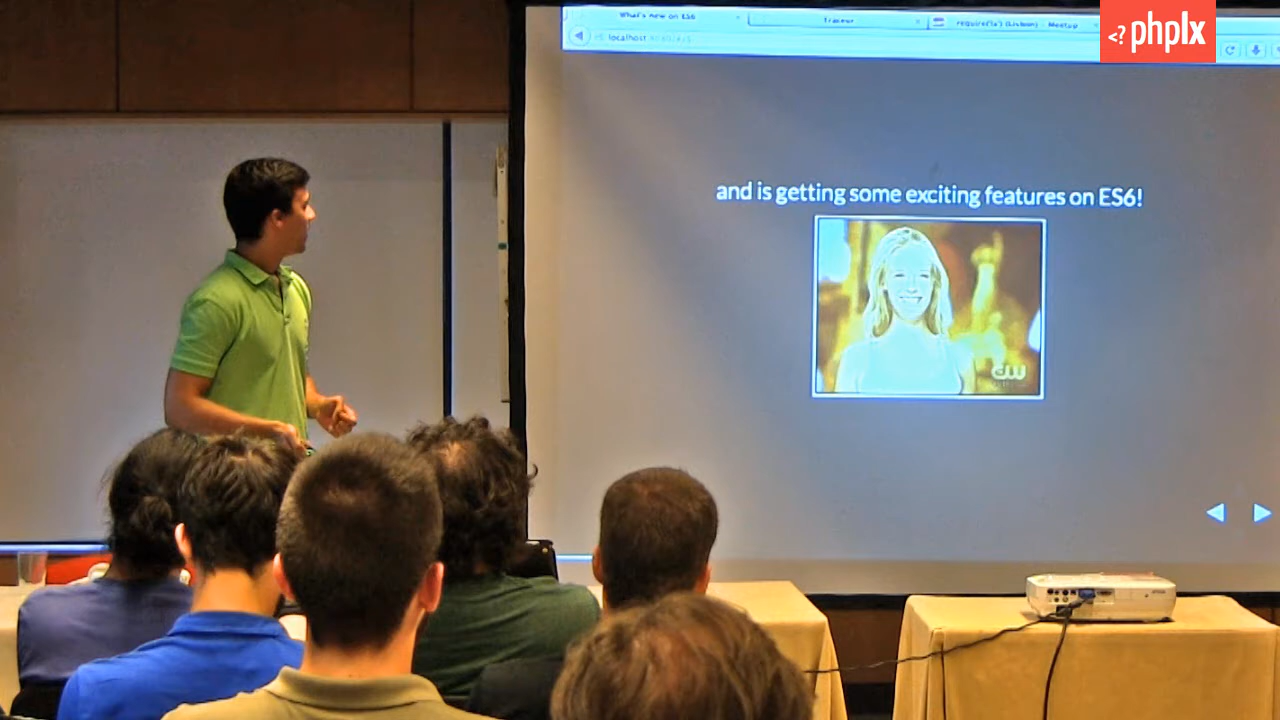 What's new on ES6
Traceur
require('lx') (Lisbon) - Meetup
<? phplx
localhost
and is getting some exciting features on ES6!
CW